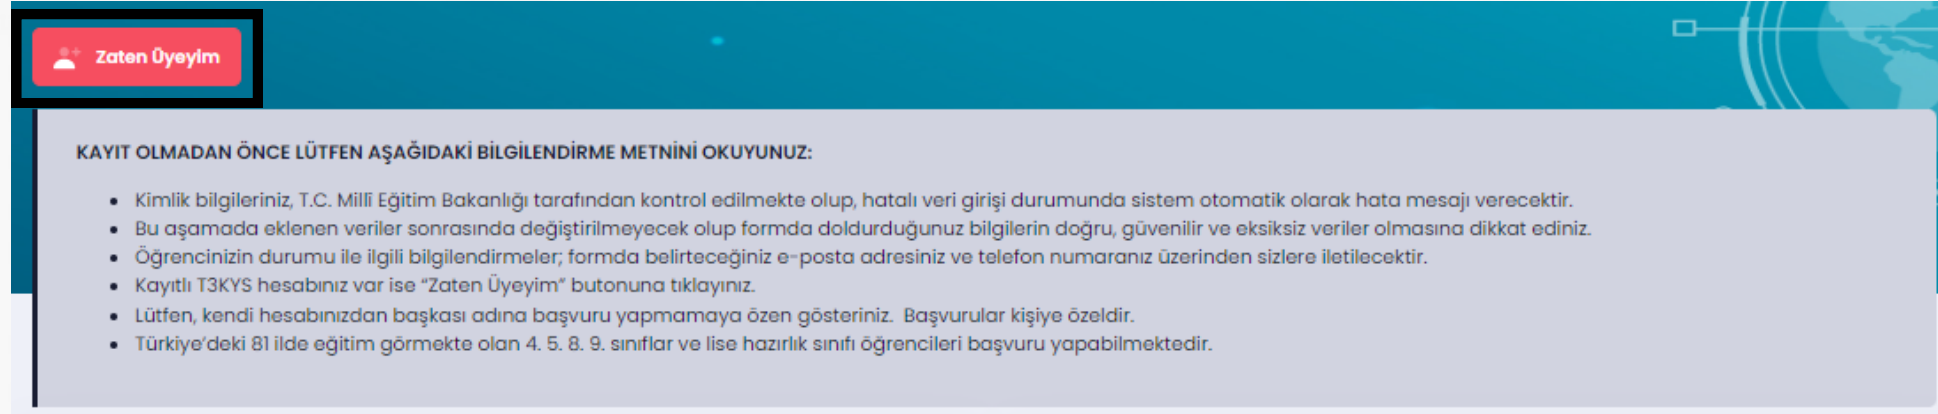 Zaten Üyeyim
KAYIT OLMADAN ÖNCE LÜTFEN AŞAĞIDAKİ BİLGİLENDİRME METNİNİ OKUYUNUZ:
• Kimlik bilgileriniz, T.C. Millî Eğitim Bakanlığı tarafından kontrol edilmekte olup, hatalı veri girişi durumunda sistem otomatik olarak hata mesajı verecektir.
• Bu aşamada eklenen veriler sonrasında değiştirilmeyecek olup formda doldurduğunuz bilgilerin doğru, güvenilir ve eksiksiz veriler olmasına dikkat ediniz.
• Öğrencinizin durumu ile ilgili bilgilendirmeler; formda belirteceğiniz e-posta adresiniz ve telefon numaranız üzerinden sizlere iletilecektir.
• Kayıtlı T3KYS hesabınız var ise “Zaten Üyeyim” butonuna tıklayınız.
• Lütfen, kendi hesabınızdan başkası adına başvuru yapmamaya özen gösteriniz.  Başvurular kişiye özeldir.
• Türkiye’deki 81 ilde eğitim görmekte olan 4. 5. 8. 9. sınıflar ve lise hazırlık sınıfı öğrencileri başvuru yapabilmektedir.